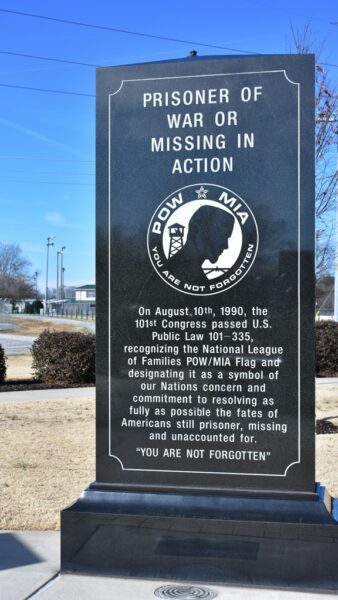 PRISONER OF
WAR OR
MISSING IN
ACTION
POW ★ MIA
YOU ARE NOT FORGOTTEN
On August 10th, 1990, the
101st Congress passed U.S.
Public Law 101-335,
recognizing the National League
of Families POW/MIA Flag and
designating it as a symbol of
our Nations concern and
commitment to resolving as
fully as possible the fates of
Americans still prisoner, missing
and unaccounted for.
"YOU ARE NOT FORGOTTEN"